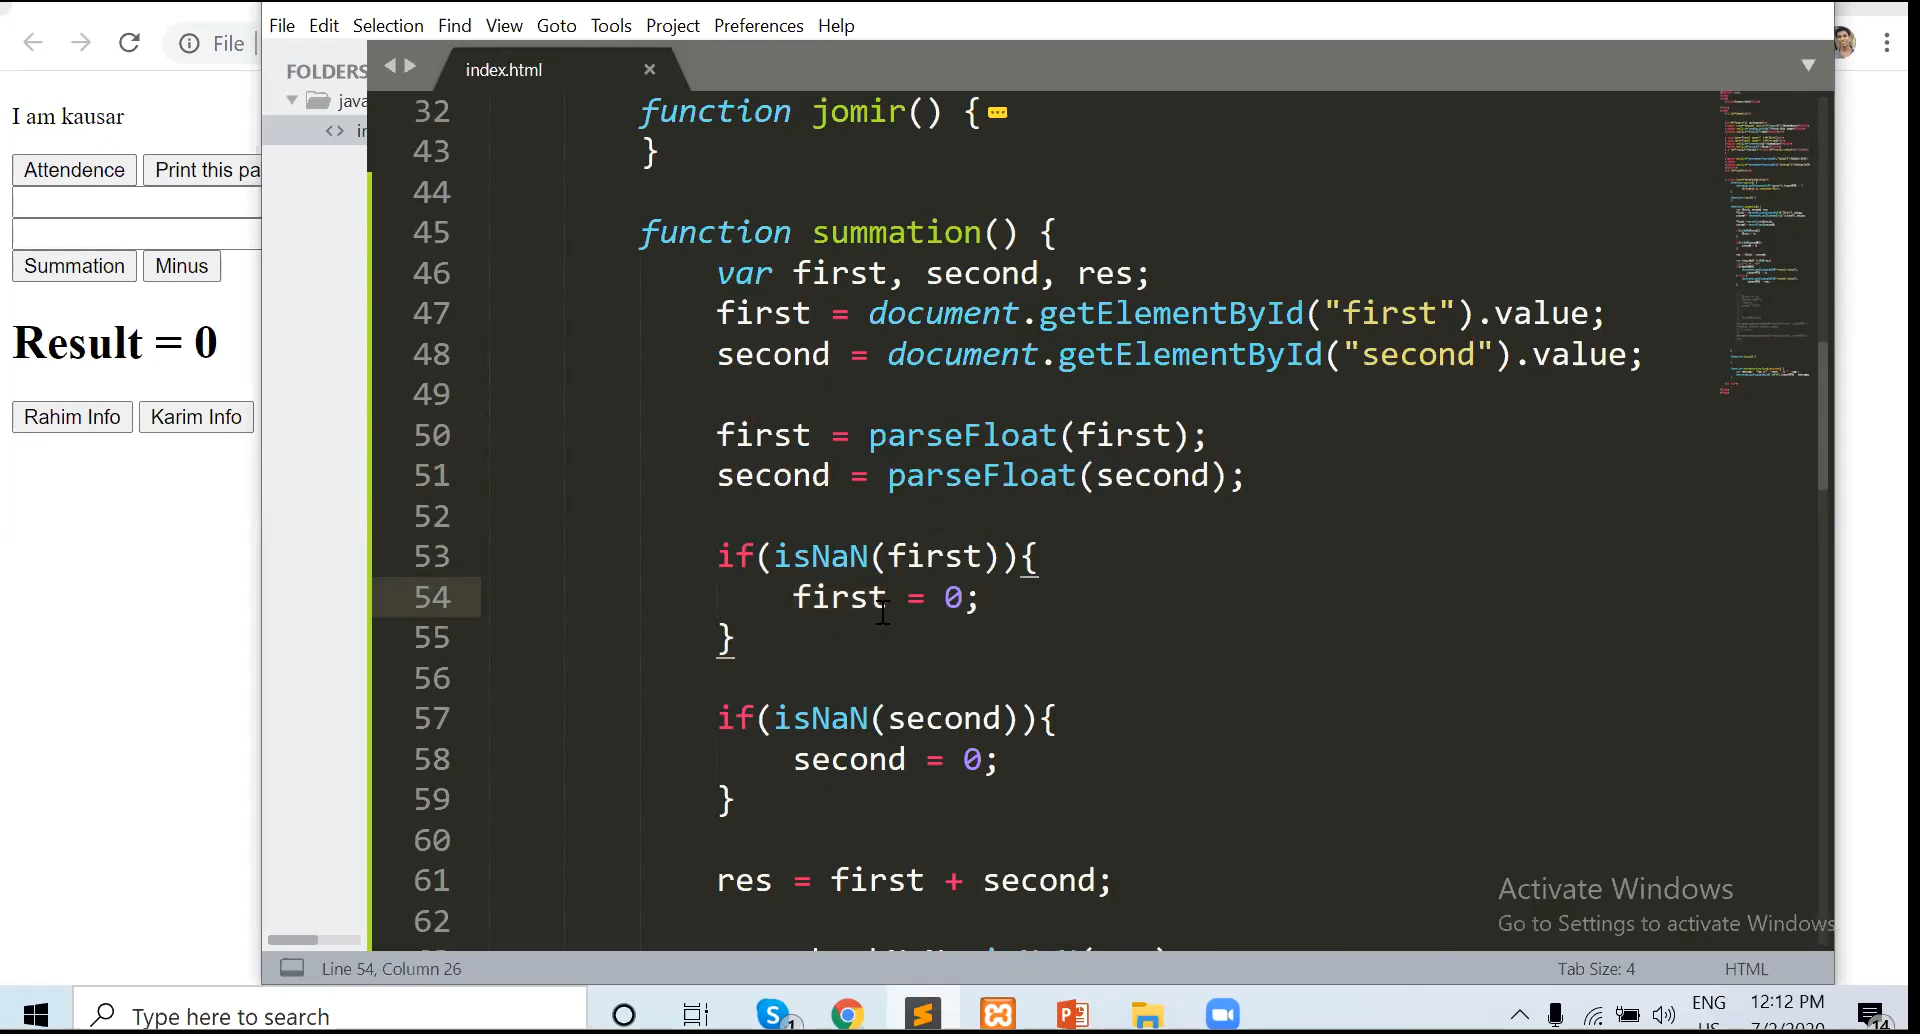 File Edit Selection Find View Goto Tools Project Preferences Help
File
FOLDERS
index.html
java
in
I am kausar
Attendence Print this pa
Summation Minus
Result = 0
Rahim Info Karim Info
32 function jomir() {
43 }
44
45 function summation() {
46 var first, second, res;
47 first = document.getElementById("first").value;
48 second = document.getElementById("second").value;
49
50 first = parseFloat(first);
51 second = parseFloat(second);
52
53 if(isNaN(first)){
54 first = 0;
55 }
56
57 if(isNaN(second)){
58 second = 0;
59 }
60
61 res = first + second;
62
Activate Windows
Go to Settings to activate Windows.
Line 54, Column 26 Tab Size: 4 HTML
Type here to search
1
ENG
12:12 PM
14